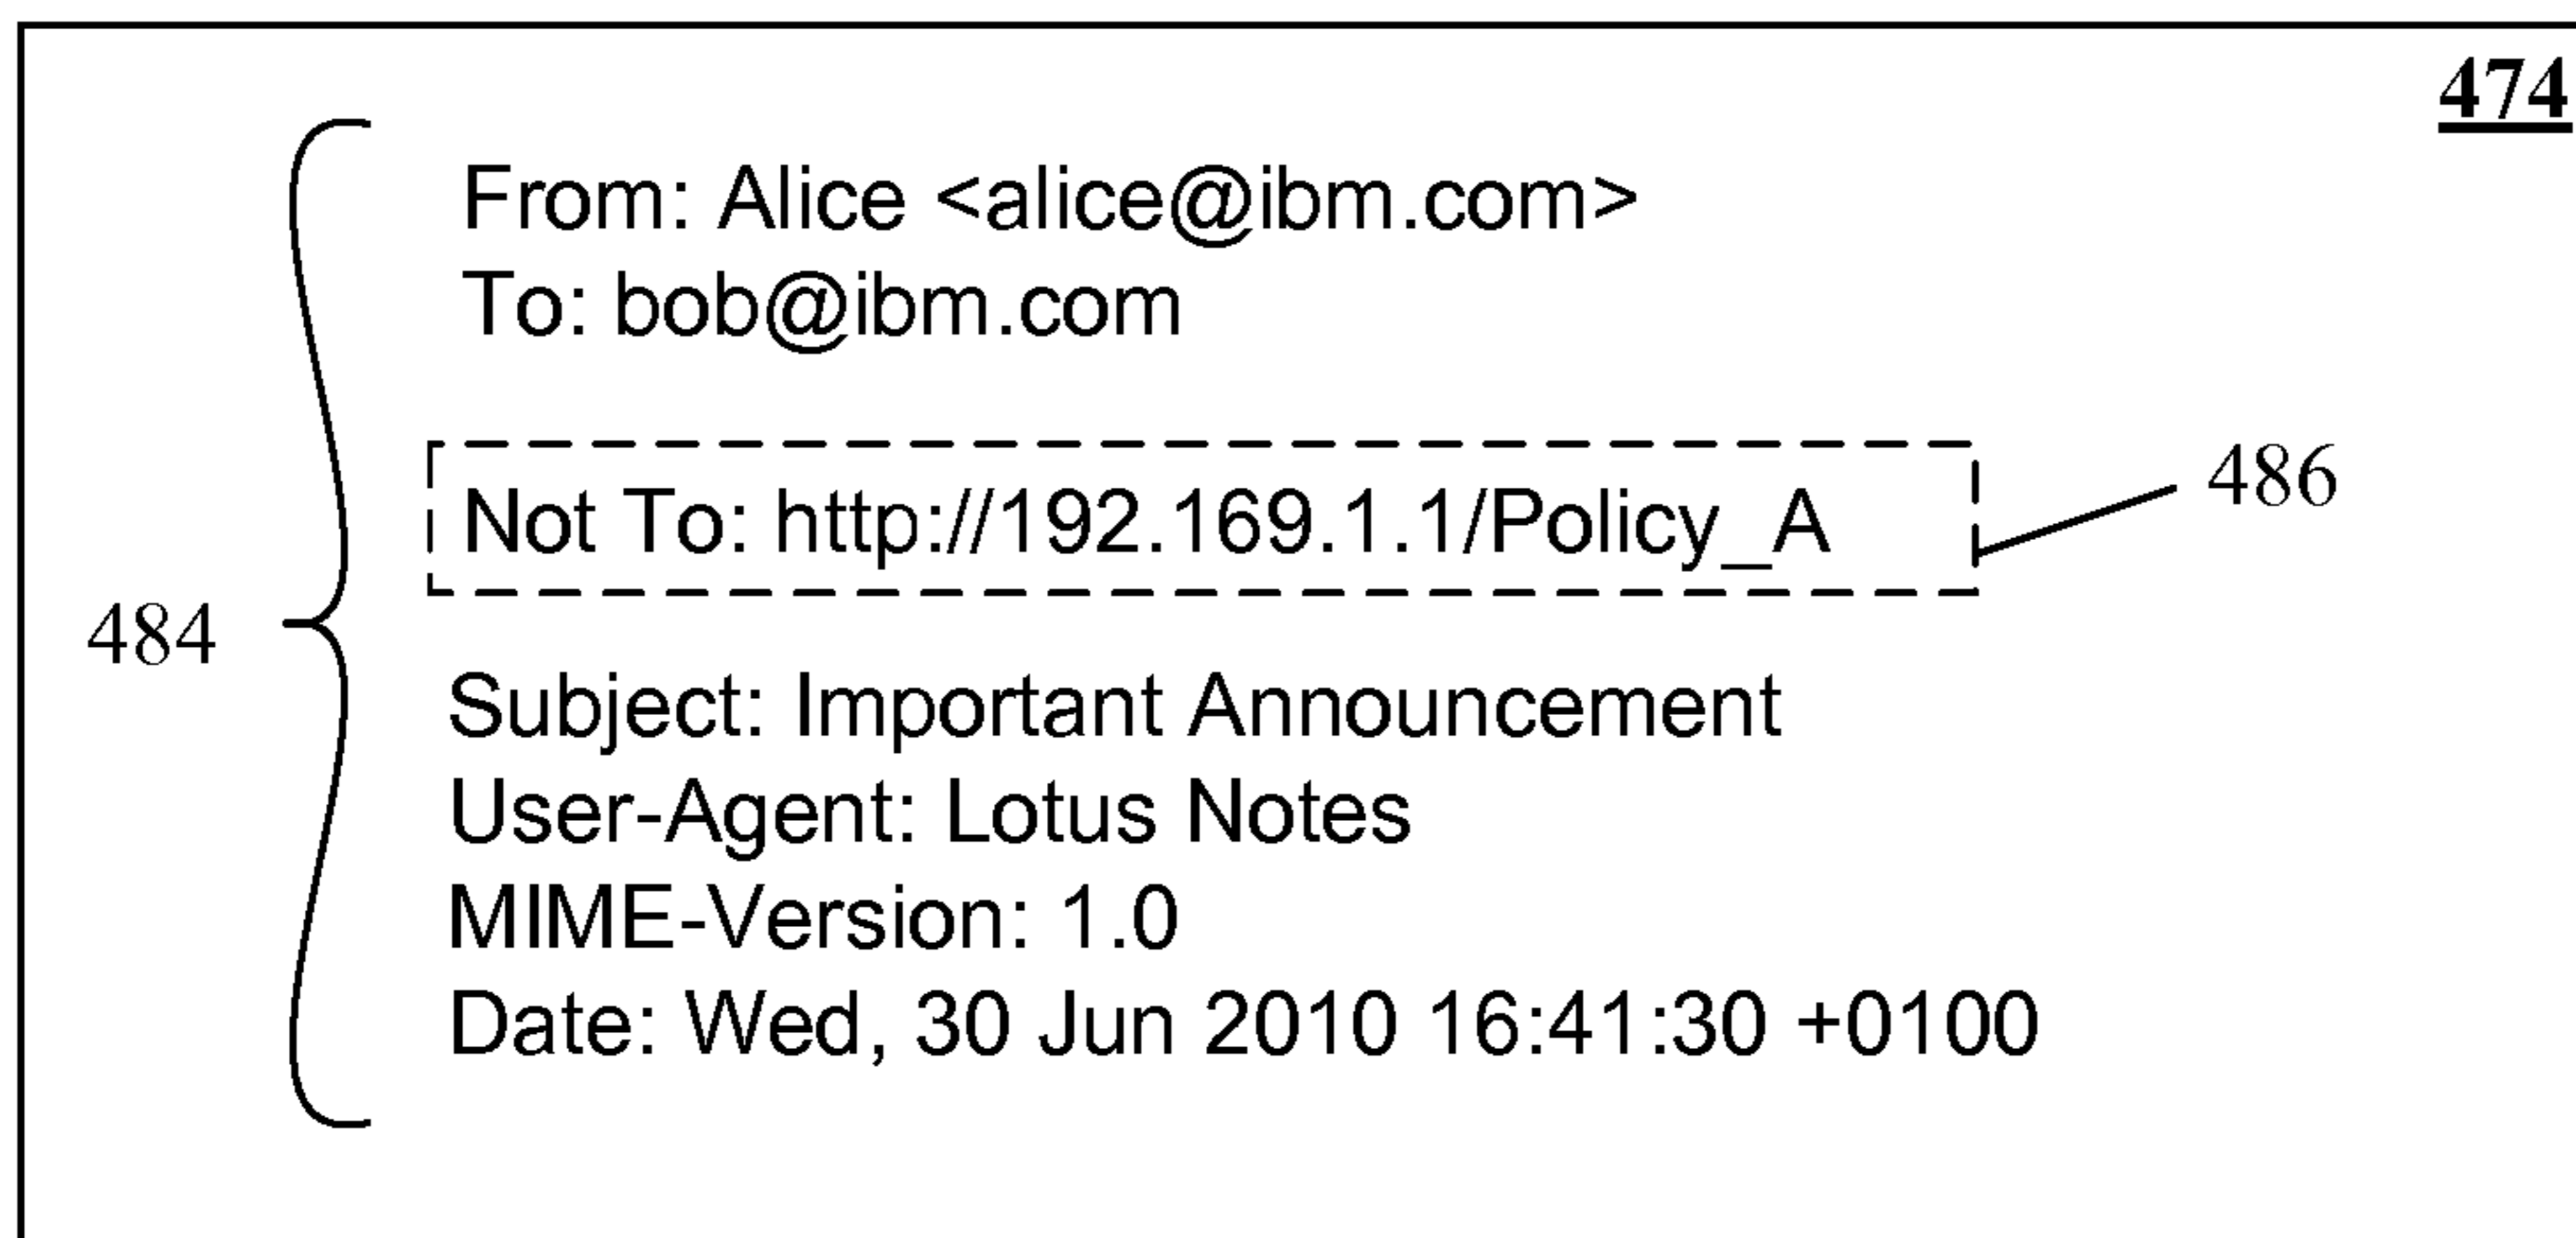 474
From: Alice <alice@ibm.com>
To: bob@ibm.com
Not To: http://192.169.1.1/Policy_A
486
484
Subject: Important Announcement
User-Agent: Lotus Notes
MIME-Version: 1.0
Date: Wed, 30 Jun 2010 16:41:30 +0100